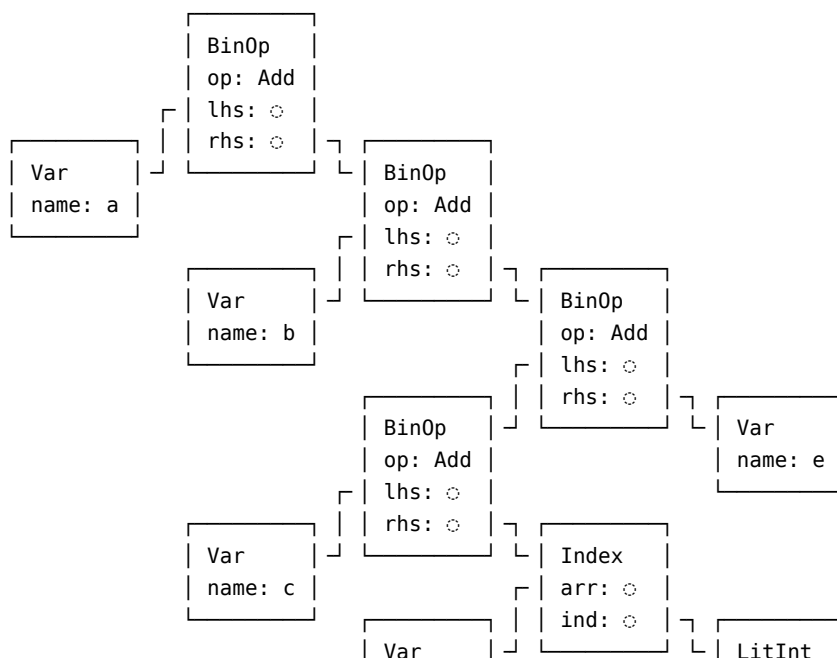 BinOp
op: Add
lhs: ◌
rhs: ◌
Var
name: a
BinOp
op: Add
lhs: ◌
rhs: ◌
Var
name: b
BinOp
op: Add
lhs: ◌
rhs: ◌
BinOp
op: Add
lhs: ◌
rhs: ◌
Var
name: e
Var
name: c
Index
arr: ◌
ind: ◌
Var
LitInt